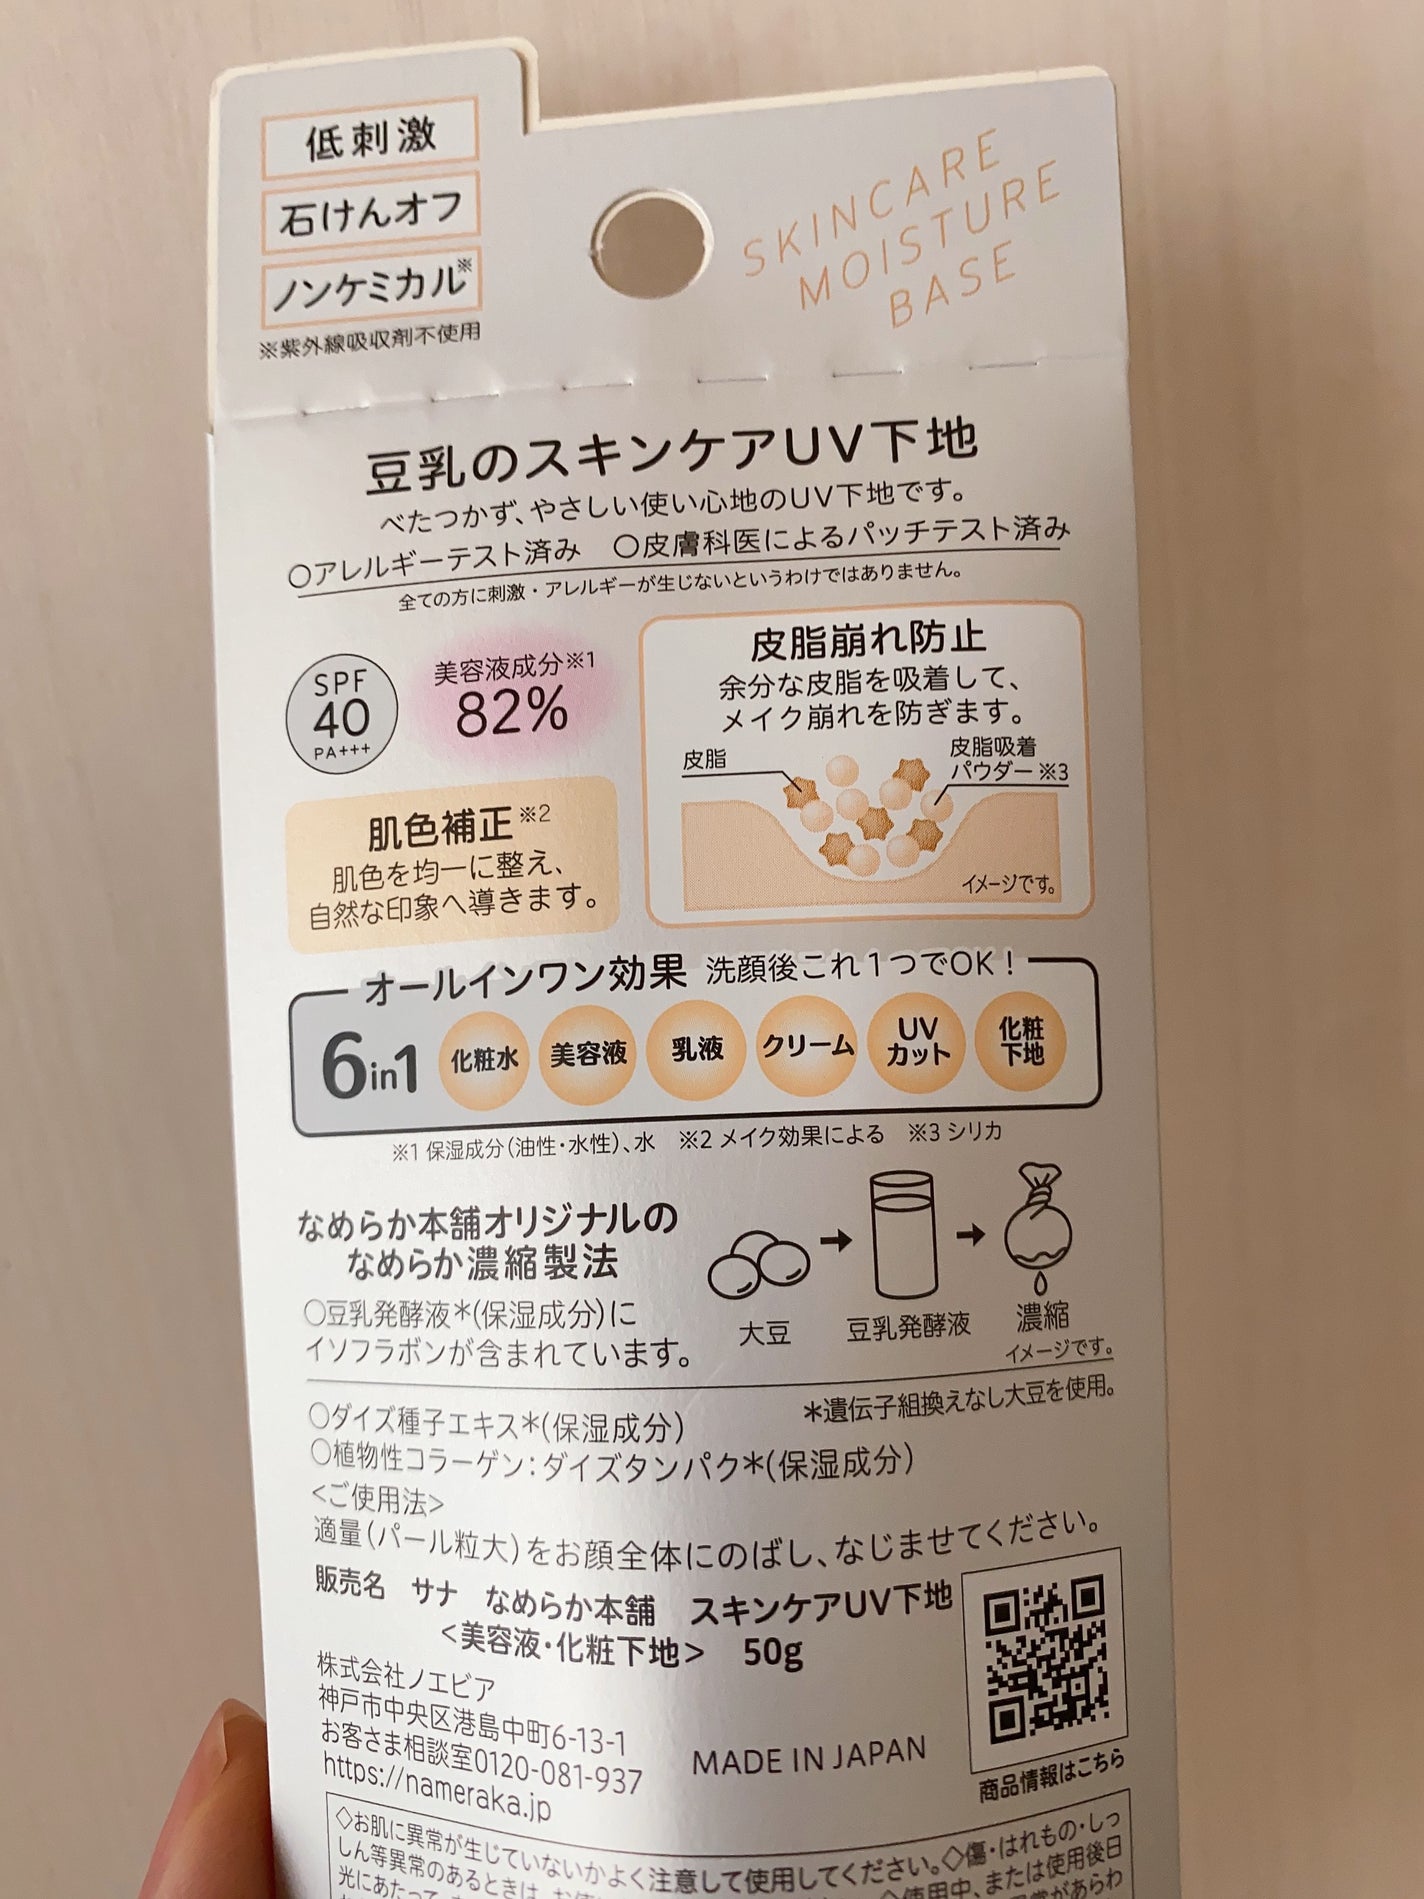 低刺激
石けんオフ
ノンケミカル※
※紫外線吸収剤不使用
SKINCARE
MOISTURE
BASE
豆乳のスキンケアUV下地
べたつかず、やさしい使い心地のUV下地です。
○アレルギーテスト済み ○皮膚科医によるパッチテスト済み
全ての方に刺激・アレルギーが生じないというわけではありません。
SPF
40
PA+++
美容液成分※1
82%
肌色補正※2
肌色を均一に整え、
自然な印象へ導きます。
皮脂崩れ防止
余分な皮脂を吸着して、
メイク崩れを防ぎます。
皮脂
皮脂吸着
パウダー※3
イメージです。
オールインワン効果 洗顔後これ1つでOK!
6in1
化粧水
美容液
乳液
クリーム
UV
カット
化粧
下地
※1 保湿成分(油性・水性)、水 ※2 メイク効果による ※3 シリカ
なめらか本舗オリジナルの
なめらか濃縮製法
○豆乳発酵液*(保湿成分)に
イソフラボンが含まれています。
大豆
豆乳発酵液
濃縮
イメージです。
*遺伝子組換えなし大豆を使用。
○ダイズ種子エキス*(保湿成分)
○植物性コラーゲン:ダイズタンパク*(保湿成分)
<ご使用法>
適量(パール粒大)をお顔全体にのばし、なじませてください。
販売名 サナ なめらか本舗 スキンケアUV下地
<美容液・化粧下地> 50g
株式会社ノエビア
神戸市中央区港島中町6-13-1
お客さま相談室0120-081-937
https://nameraka.jp
MADE IN JAPAN
商品情報はこちら
◇お肌に異常が生じていないかよく注意して使用してください。◇傷・はれもの・しっ
しん等異常のあるときは、お使 ◇使用中、または使用後日
光にあたって 異常があらわ